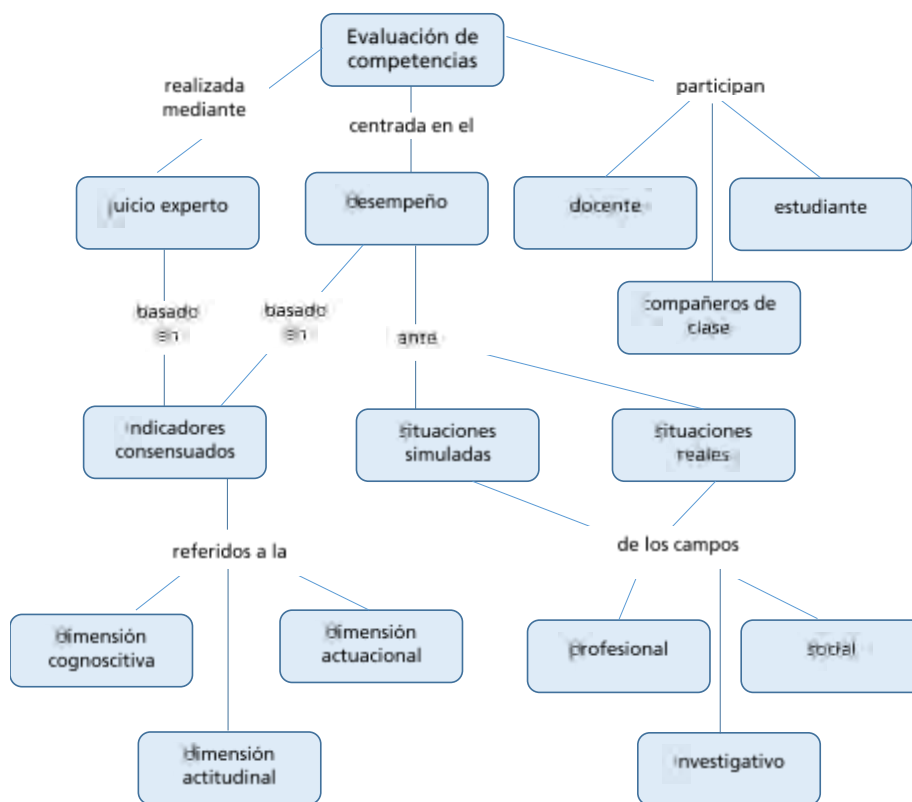 Evaluación de
competencias
realizada
mediante
participan
centrada en el
juicio experto
desempeño
docente
estudiante
compañeros de
clase
basado
en
basado
en
ante
indicadores
consensuados
situaciones
simuladas
situaciones
reales
referidos a la
de los campos
dimensión
cognoscitiva
dimensión
actuacional
profesional
social
dimensión
actitudinal
investigativo